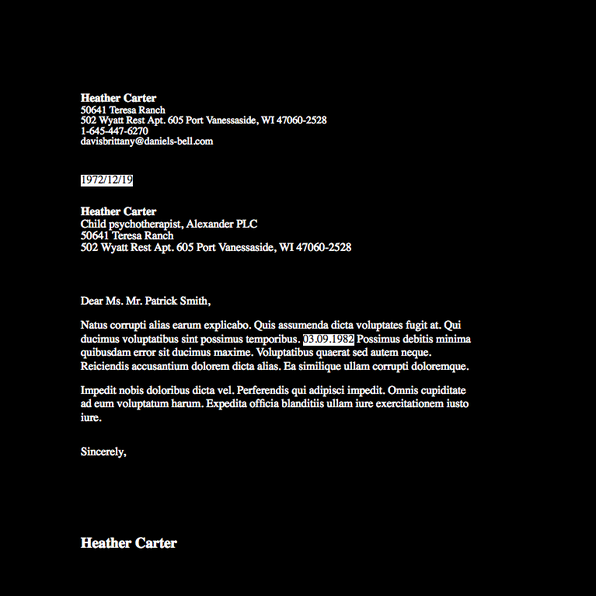 Heather Carter
50641 Teresa Ranch
502 Wyatt Rest Apt. 605 Port Vanessaside, WI 47060-2528
1-645-447-6270
davisbrittany@daniels-bell.com
1972/12/19
Heather Carter
Child psychotherapist, Alexander PLC
50641 Teresa Ranch
502 Wyatt Rest Apt. 605 Port Vanessaside, WI 47060-2528
Dear Ms. Mr. Patrick Smith,
Natus corrupti alias earum explicabo. Quis assumenda dicta voluptates fugit at. Qui
ducimus voluptatibus sint possimus temporibus. 03.09.1982 Possimus debitis minima
quibusdam error sit ducimus maxime. Voluptatibus quaerat sed autem neque.
Reiciendis accusantium dolorem dicta alias. Ea similique ullam corrupti doloremque.
Impedit nobis doloribus dicta vel. Perferendis qui adipisci impedit. Omnis cupiditate
ad eum voluptatum harum. Expedita officia blanditiis ullam iure exercitationem iusto
iure.
Sincerely,
Heather Carter